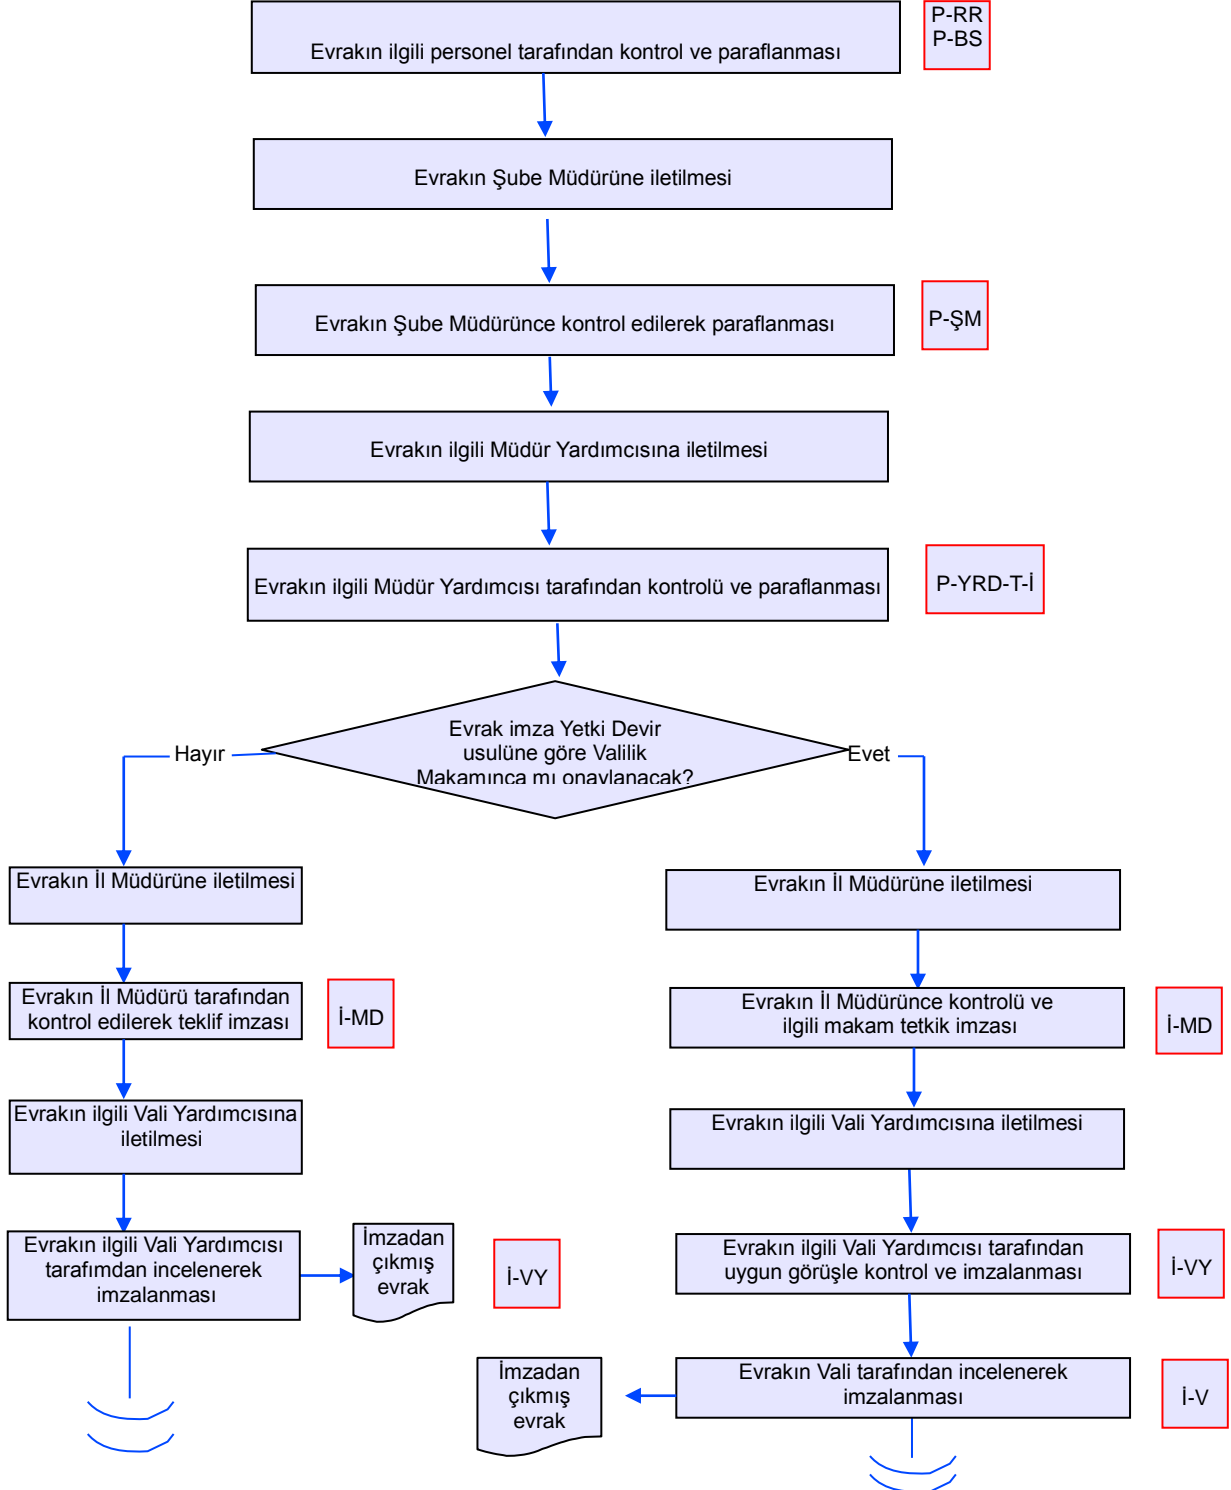 P-RR
P-BS
Evrakın ilgili personel tarafından kontrol ve paraflanması
Evrakın Şube Müdürüne iletilmesi
Evrakın Şube Müdürünce kontrol edilerek paraflanması
P-ŞM
Evrakın ilgili Müdür Yardımcısına iletilmesi
Evrakın ilgili Müdür Yardımcısı tarafından kontrolü ve paraflanması
P-YRD-T-İ
Evrak imza Yetki Devir
usulüne göre Valilik
Makamınca mı onaylanacak?
Hayır
Evet
Evrakın İl Müdürüne iletilmesi
Evrakın İl Müdürü tarafından
kontrol edilerek teklif imzası
İ-MD
Evrakın ilgili Vali Yardımcısına
iletilmesi
Evrakın ilgili Vali Yardımcısı
tarafımdan incelenerek
imzalanması
İmzadan
çıkmış
evrak
İ-VY
Evrakın İl Müdürüne iletilmesi
Evrakın İl Müdürünce kontrolü ve
ilgili makam tetkik imzası
İ-MD
Evrakın ilgili Vali Yardımcısına iletilmesi
Evrakın ilgili Vali Yardımcısı tarafından
uygun görüşle kontrol ve imzalanması
İ-VY
Evrakın Vali tarafından incelenerek
imzalanması
İ-V
İmzadan
çıkmış
evrak